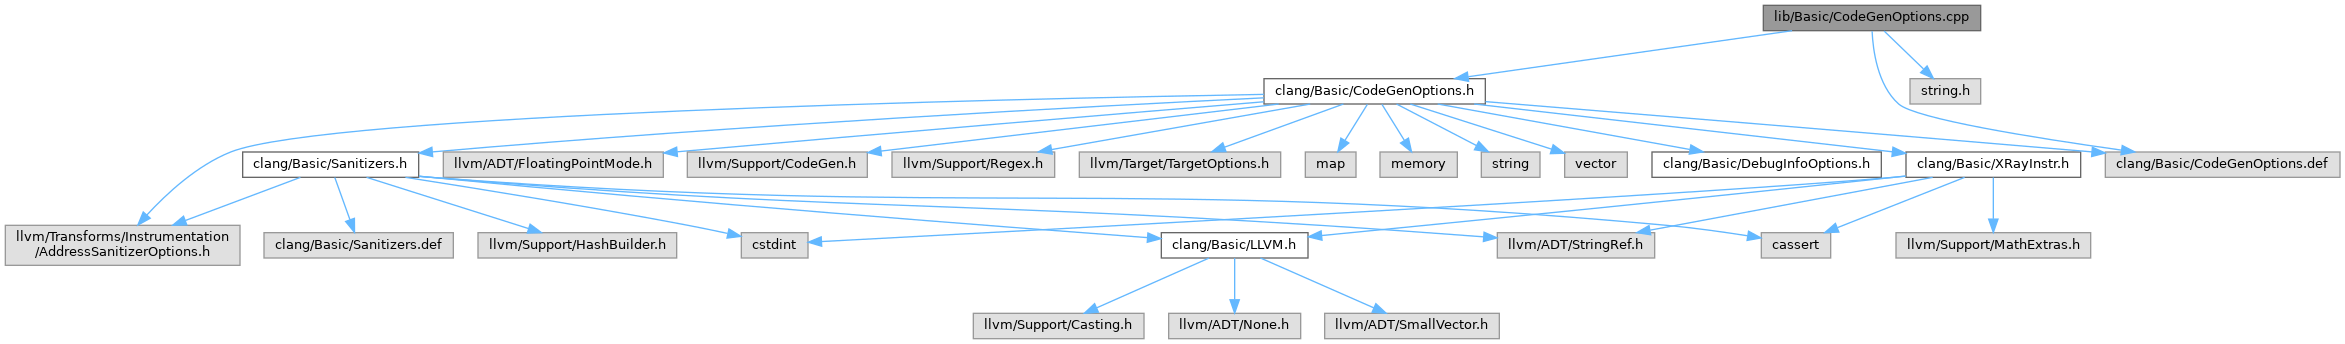 lib/Basic/CodeGenOptions.cpp
clang/Basic/CodeGenOptions.h
string.h
clang/Basic/Sanitizers.h
llvm/ADT/FloatingPointMode.h
llvm/Support/CodeGen.h
llvm/Support/Regex.h
llvm/Target/TargetOptions.h
map
memory
string
vector
clang/Basic/DebugInfoOptions.h
clang/Basic/XRayInstr.h
clang/Basic/CodeGenOptions.def
llvm/Transforms/Instrumentation
/AddressSanitizerOptions.h
clang/Basic/Sanitizers.def
llvm/Support/HashBuilder.h
cstdint
clang/Basic/LLVM.h
llvm/ADT/StringRef.h
cassert
llvm/Support/MathExtras.h
llvm/Support/Casting.h
llvm/ADT/None.h
llvm/ADT/SmallVector.h